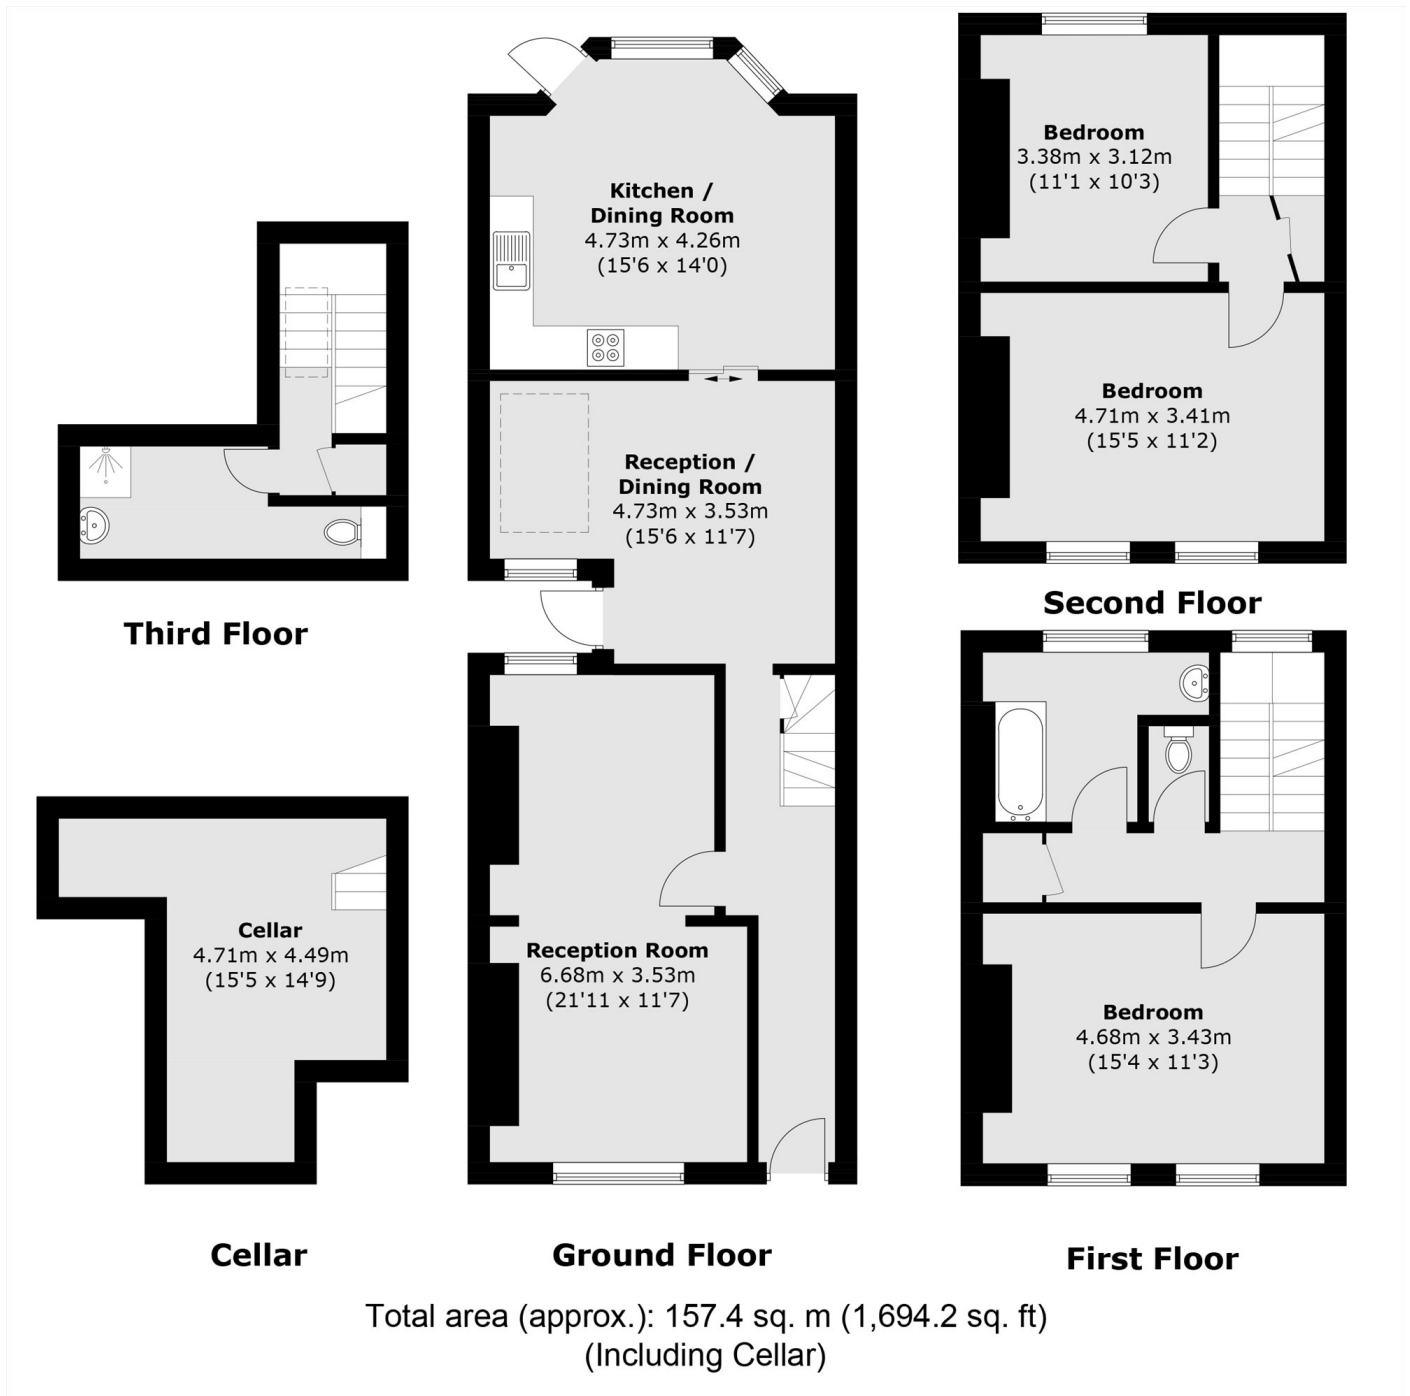 Kitchen /
Dining Room
4.73m x 4.26m
(15'6 x 14'0)
Bedroom
3.38m x 3.12m
(11'1 x 10'3)
Bedroom
4.71m x 3.41m
(15'5 x 11'2)
Second Floor
Reception /
Dining Room
4.73m x 3.53m
(15'6 x 11'7)
Third Floor
Cellar
4.71m x 4.49m
(15'5 x 14'9)
Cellar
Reception Room
6.68m x 3.53m
(21'11 x 11'7)
Ground Floor
Bedroom
4.68m x 3.43m
(15'4 x 11'3)
First Floor
Total area (approx.): 157.4 sq. m (1,694.2 sq. ft)
(Including Cellar)